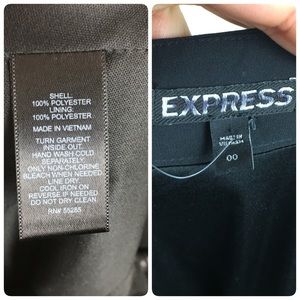 SHELL:
100% POLYESTER
LINING:
100% POLYESTER
MADE IN VIETNAM
TURN GARMENT
INSIDE OUT.
HAND WASH COLD
SEPARATELY
ONLY NON-CHLORINE
BLEACH WHEN NEEDED
LINE DRY
COOL IRON ON
REVERSE IF NEEDED
DO NOT DRY CLEAN
RN# 55285
EXPRESS
MADE IN
VIETNAM
00